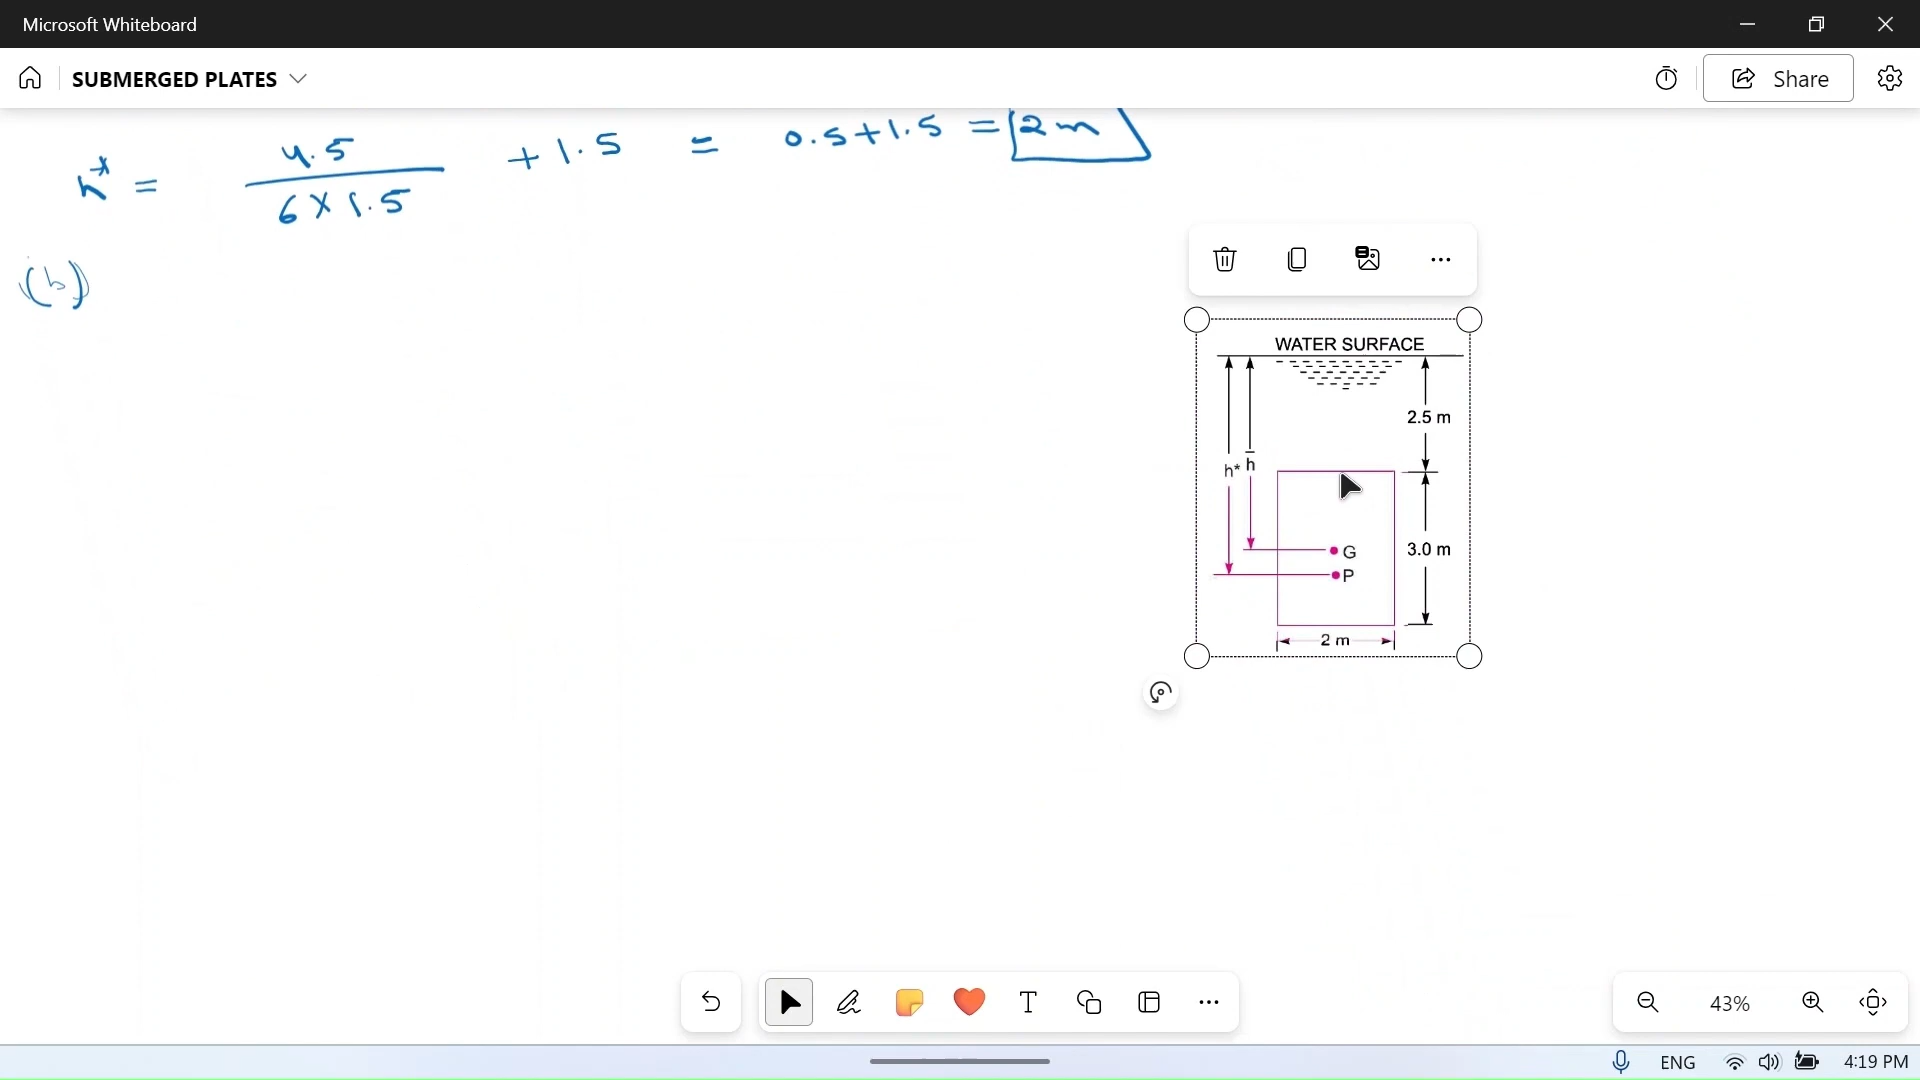 Microsoft Whiteboard
SUBMERGED PLATES
Share
h* = 4.5 / 6 X 1.5 + 1.5 = 0.5 + 1.5 = 2 m
(b)
WATER SURFACE
2.5 m
h* h̄
G
3.0 m
P
2 m
T
43%
ENG
4:19 PM